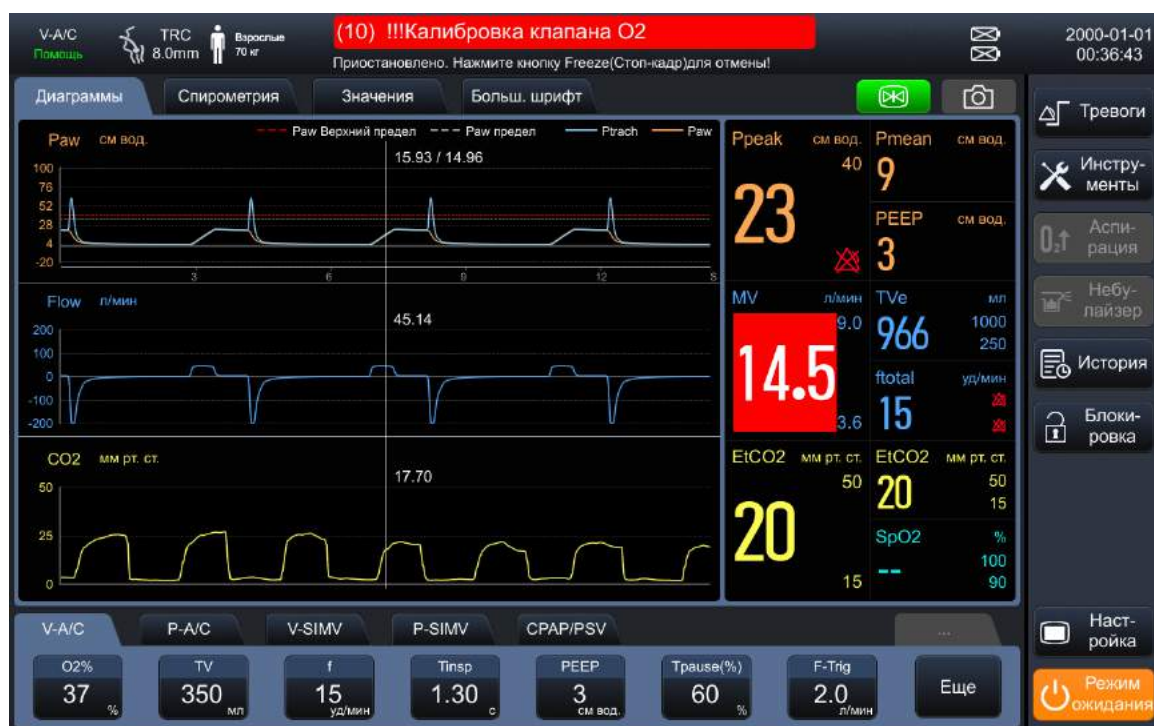 V-A/C
Помощь
TRC
8.0mm
Взрослые
70 кг
(10) !!!Калибровка клапана O2
Приостановлено. Нажмите кнопку Freeze(Стоп-кадр)для отмены!
2000-01-01
00:36:43
Диаграммы
Спирометрия
Значения
Больш. шрифт
Paw см вод.
Paw Верхний предел
Paw предел
Ptrach
Paw
15.93 / 14.96
100
76
52
28
4
-20
3
6
9
12
S
Flow л/мин
45.14
200
100
0
-100
-200
CO2 мм рт. ст.
17.70
50
25
0
Ppeak см вод.
40
23
Pmean см вод.
9
PEEP см вод.
3
MV л/мин
9.0
14.5
3.6
TVe мл
966
1000
250
ftotal уд/мин
15
EtCO2 мм рт. ст.
50
20
15
EtCO2 мм рт. ст.
20
50
15
SpO2 %
--
100
90
Тревоги
Инстру-
менты
Аспи-
рация
O₂
Небу-
лайзер
История
Блоки-
ровка
Наст-
ройка
Режим
ожидания
V-A/C
P-A/C
V-SIMV
P-SIMV
CPAP/PSV
...
O2%
37 %
TV
350 мл
f
15 уд/мин
Tinsp
1.30 с
PEEP
3 см вод.
Tpause(%)
60 %
F-Trig
2.0 л/мин
Еще